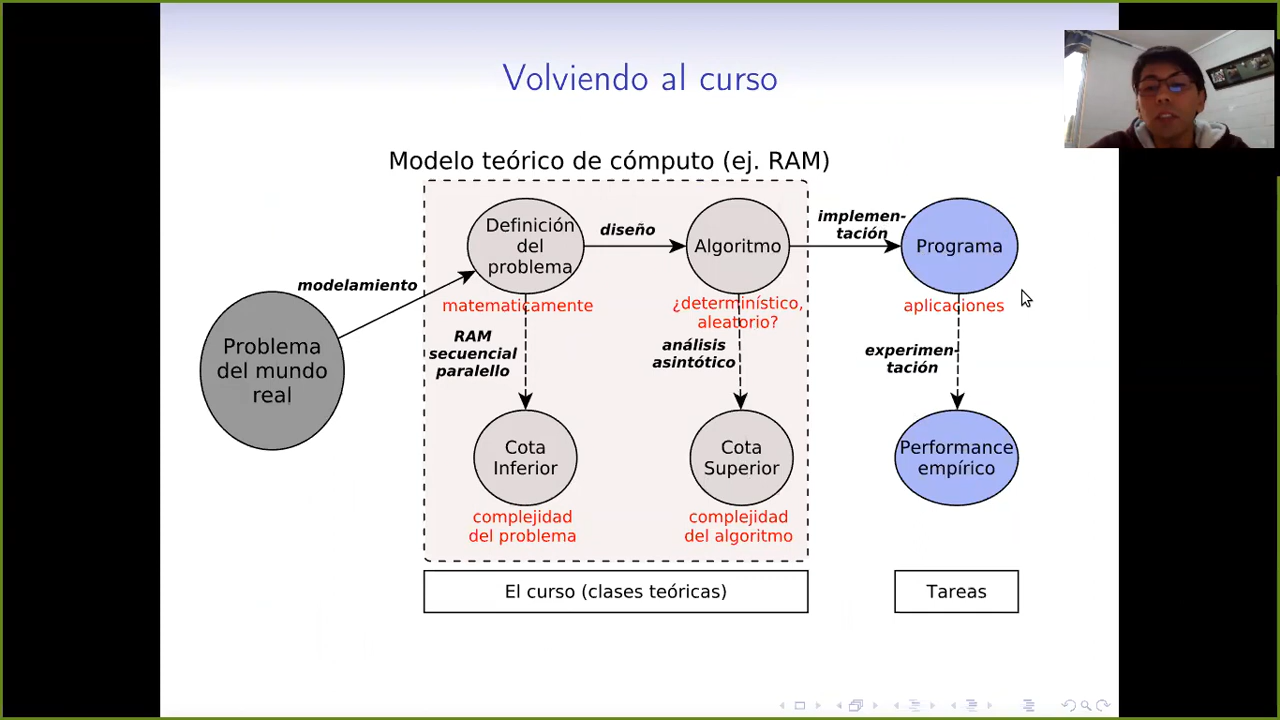 Volviendo al curso
Modelo teórico de cómputo (ej. RAM)
Definición
del
problema
diseño
Algoritmo
implemen-
tación
Programa
modelamiento
matematicamente
¿determinístico,
aleatorio?
aplicaciones
Problema
del mundo
real
RAM
secuencial
paralello
análisis
asintótico
experimen-
tación
Cota
Inferior
Cota
Superior
Performance
empírico
complejidad
del problema
complejidad
del algoritmo
El curso (clases teóricas)
Tareas